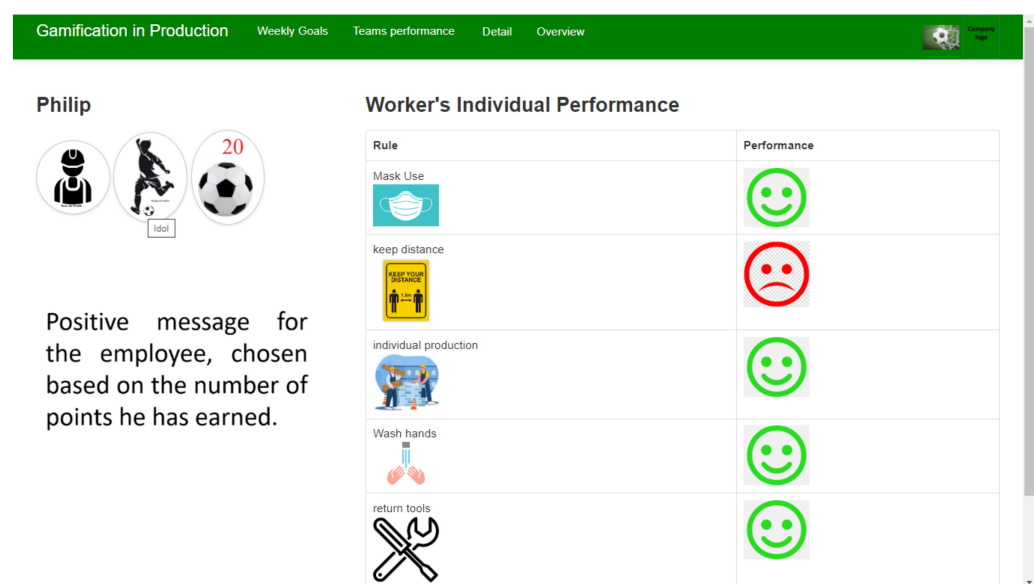 Gamification in Production
Weekly Goals
Teams performance
Detail
Overview
Company
logo
Philip
20
Idol
Positive message for
the employee, chosen
based on the number of
points he has earned.
Worker's Individual Performance
Rule
Performance
Mask Use
keep distance
KEEP YOUR
DISTANCE
1,5m
individual production
Wash hands
return tools